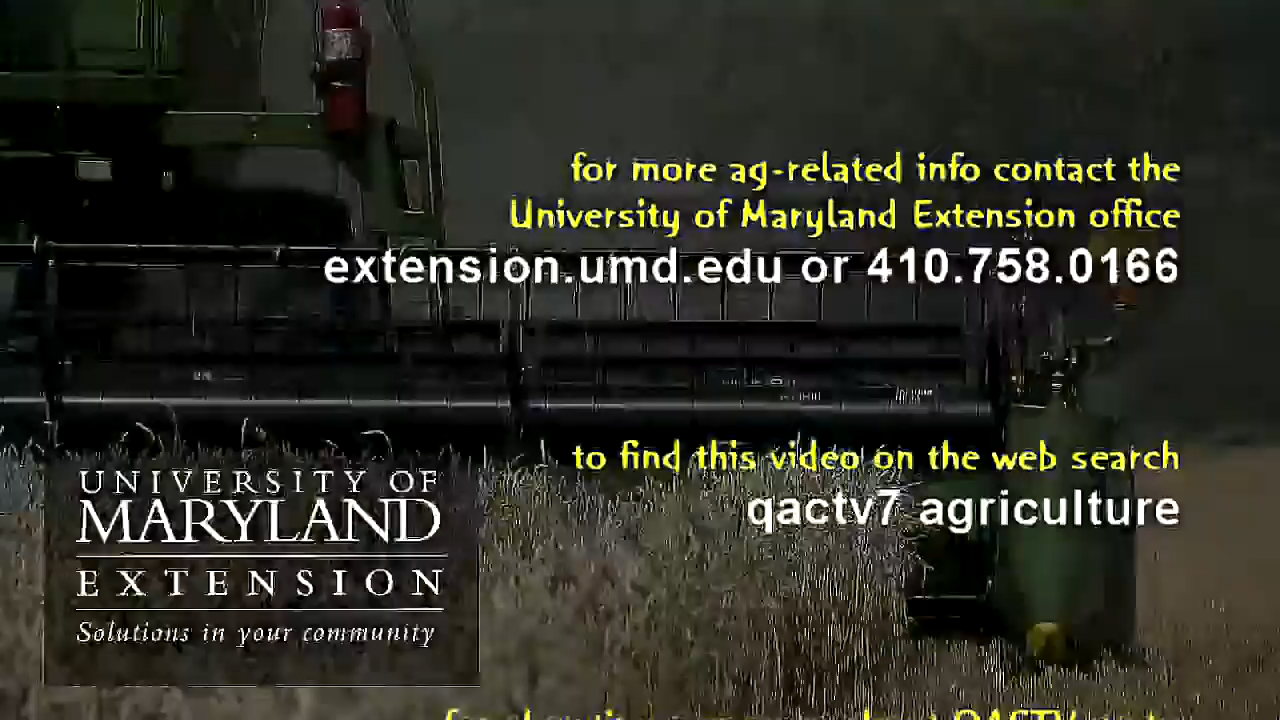 for more ag-related info contact the
University of Maryland Extension office
extension.umd.edu or 410.758.0166
to find this video on the web search
qactv7 agriculture
UNIVERSITY OF
MARYLAND
EXTENSION
Solutions in your community